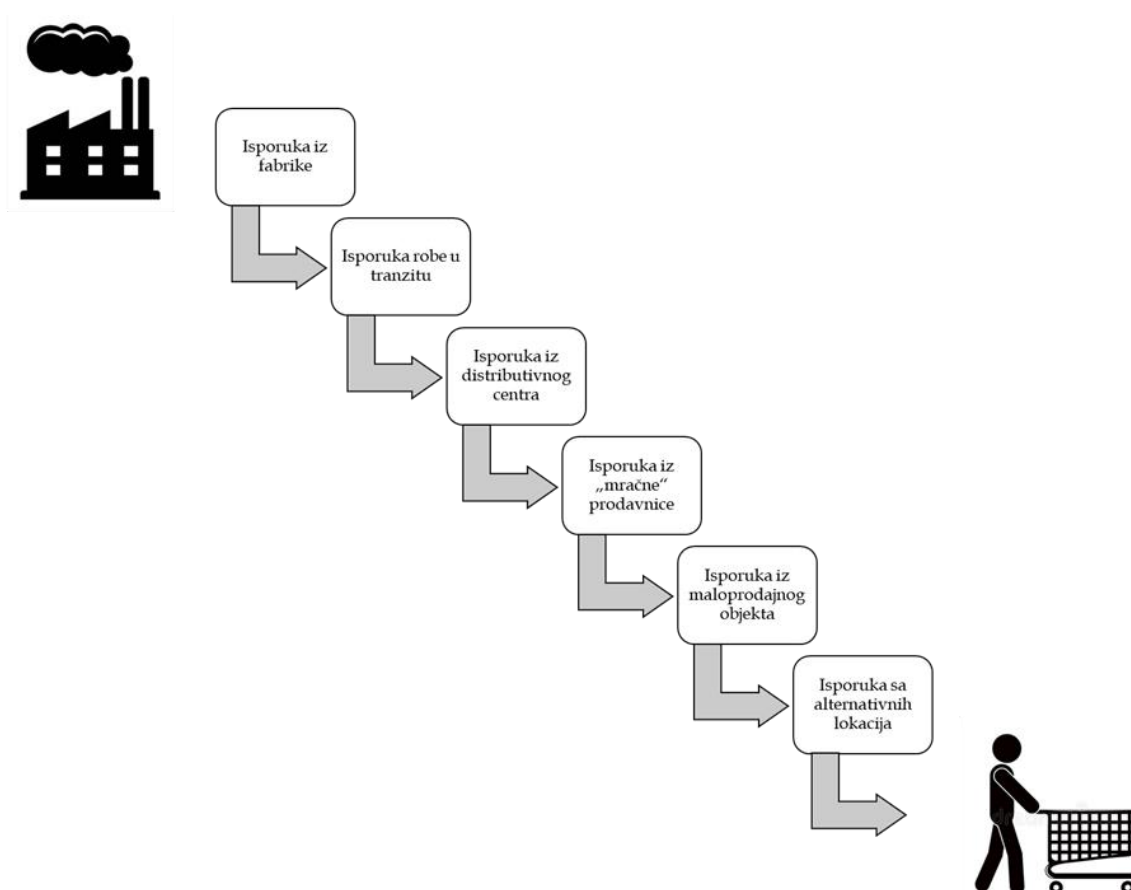 Isporuka iz
fabrike
Isporuka robe u
tranzitu
Isporuka iz
distributivnog
centra
Isporuka iz
„mračne“
prodavnice
Isporuka iz
maloprodajnog
objekta
Isporuka sa
alternativnih
lokacija